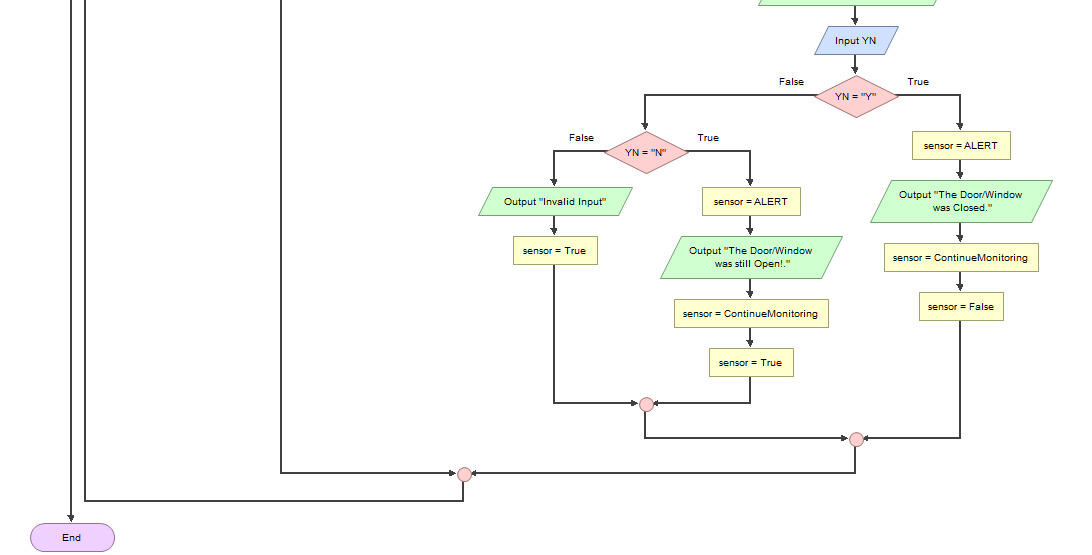 Input YN
False
True
YN = "Y"
False
True
YN = "N"
sensor = ALERT
Output "Invalid Input"
sensor = ALERT
Output "The Door/Window
was Closed."
sensor = True
Output "The Door/Window
was still Open!."
sensor = ContinueMonitoring
sensor = ContinueMonitoring
sensor = False
sensor = True
End